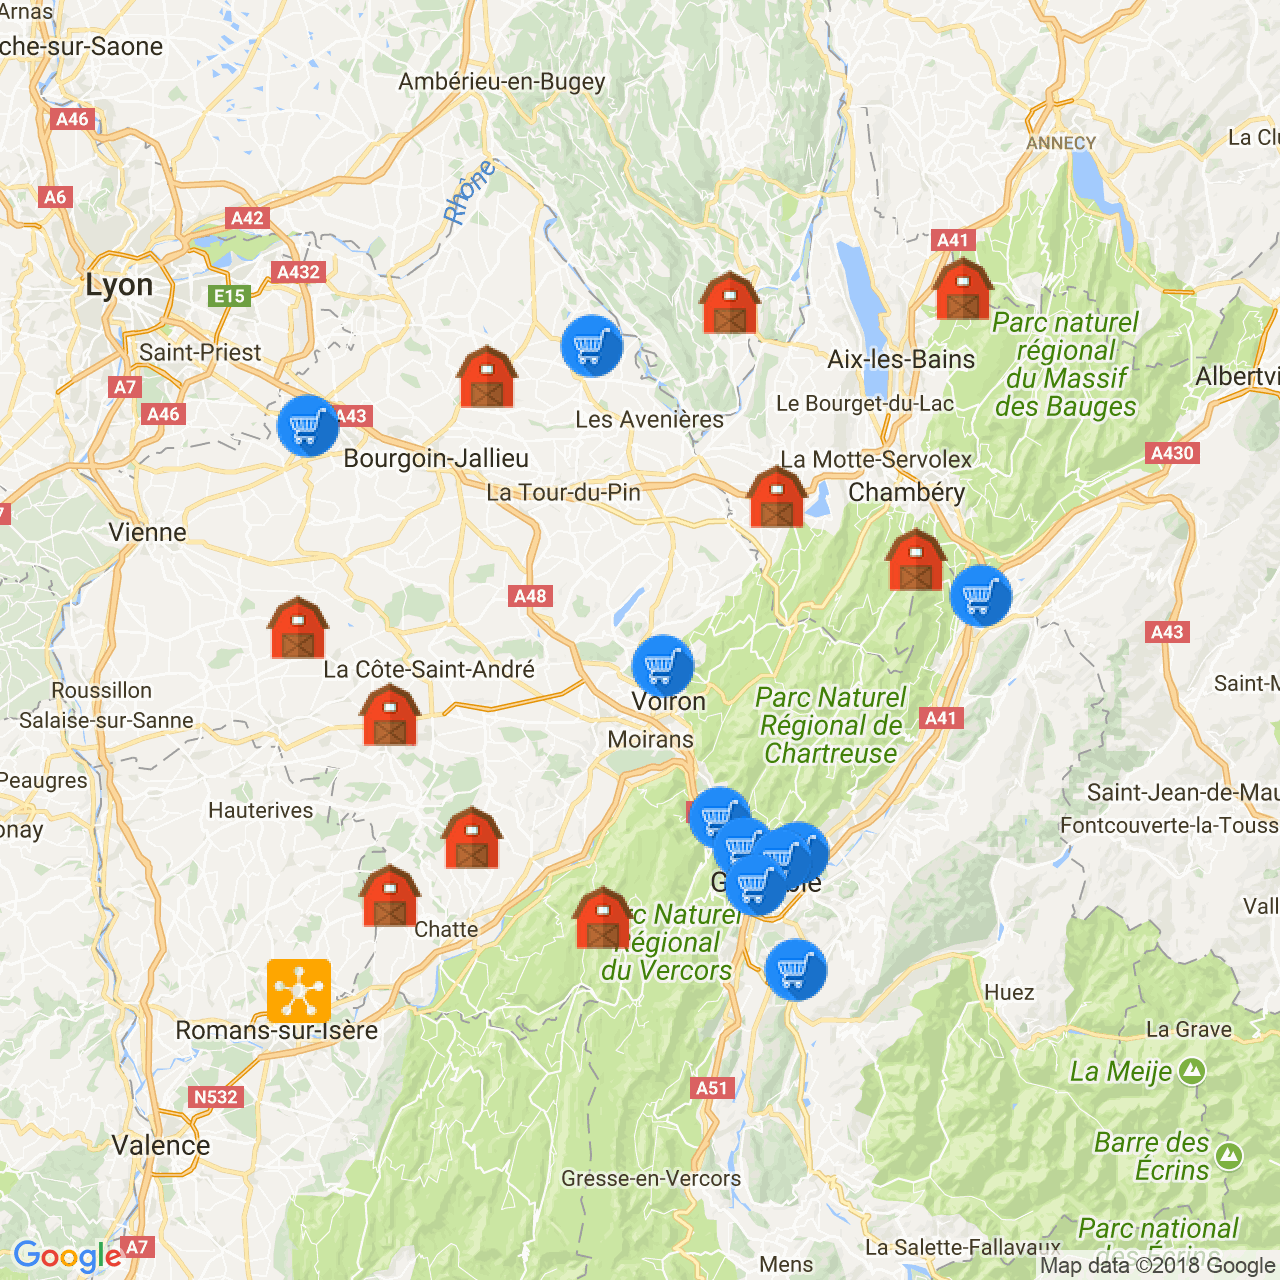 Arnas
che-sur-Saone
Ambérieu-en-Bugey
A46
ANNECY
La Clu
A6
Rhône
A42
A41
Lyon
A432
E15
Parc naturel
régional
du Massif
des Bauges
Saint-Priest
Aix-les-Bains
Albertvi
A7
A46
A43
Le Bourget-du-Lac
Les Avenières
A430
Bourgoin-Jallieu
La Motte-Servolex
La Tour-du-Pin
Chambéry
7
Vienne
A48
A43
La Côte-Saint-André
Roussillon
Salaise-sur-Sanne
Voiron
Parc Naturel
Régional de
Chartreuse
Saint-M
A41
Moirans
Peaugres
Hauterives
Saint-Jean-de-Mau
onay
Fontcouverte-la-Touss
Chatte
c Naturel
Régional
du Vercors
Vall
Huez
Romans-sur-Isère
La Grave
La Meije
N532
A51
Valence
Barre des
Écrins
Gresse-en-Vercors
Parc national
des Écrins
Google
A7
La Salette-Fallavaux
Mens
Map data ©2018 Google